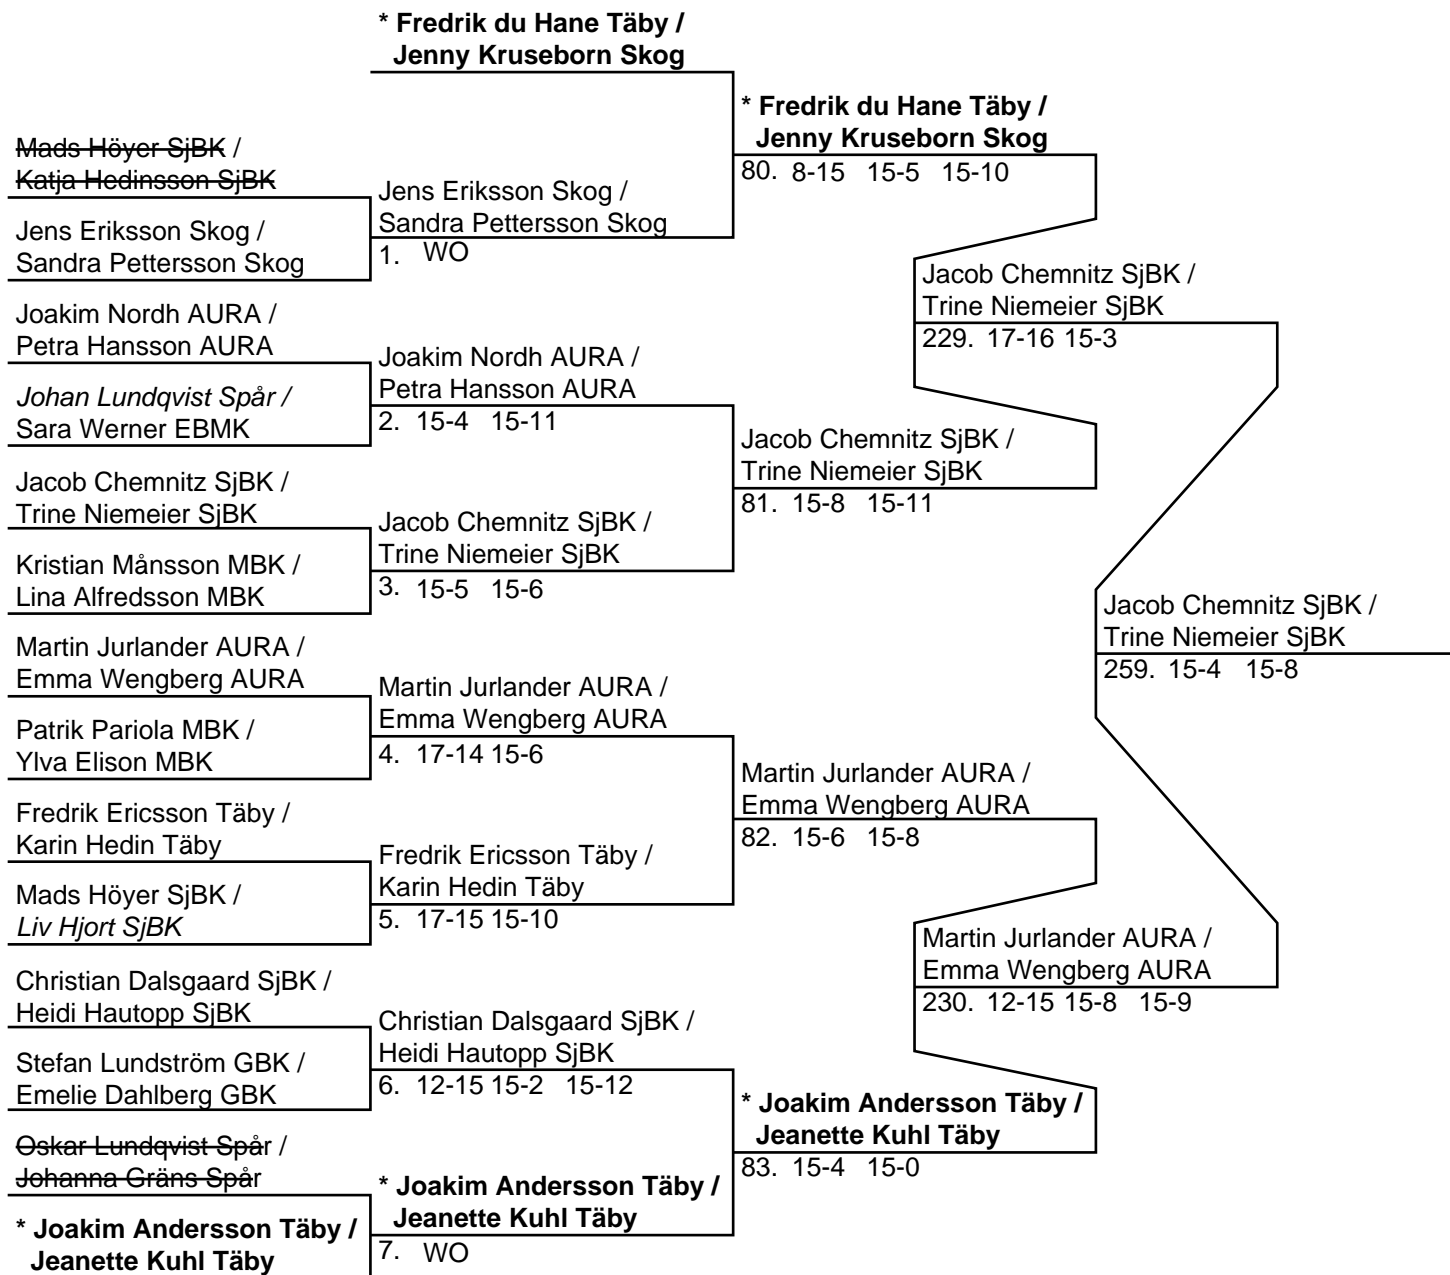 * Fredrik du Hane Täby /
Jenny Kruseborn Skog
* Fredrik du Hane Täby /
Jenny Kruseborn Skog
80. 8-15 15-5 15-10
Mads Höyer SjBK /
Katja Hedinsson SjBK
Jens Eriksson Skog /
Sandra Pettersson Skog
1. WO
Jens Eriksson Skog /
Sandra Pettersson Skog
Jacob Chemnitz SjBK /
Trine Niemeier SjBK
229. 17-16 15-3
Joakim Nordh AURA /
Petra Hansson AURA
Joakim Nordh AURA /
Petra Hansson AURA
2. 15-4 15-11
Johan Lundqvist Spår /
Sara Werner EBMK
Jacob Chemnitz SjBK /
Trine Niemeier SjBK
81. 15-8 15-11
Jacob Chemnitz SjBK /
Trine Niemeier SjBK
Jacob Chemnitz SjBK /
Trine Niemeier SjBK
3. 15-5 15-6
Kristian Månsson MBK /
Lina Alfredsson MBK
Jacob Chemnitz SjBK /
Trine Niemeier SjBK
259. 15-4 15-8
Martin Jurlander AURA /
Emma Wengberg AURA
Martin Jurlander AURA /
Emma Wengberg AURA
4. 17-14 15-6
Patrik Pariola MBK /
Ylva Elison MBK
Martin Jurlander AURA /
Emma Wengberg AURA
82. 15-6 15-8
Fredrik Ericsson Täby /
Karin Hedin Täby
Fredrik Ericsson Täby /
Karin Hedin Täby
5. 17-15 15-10
Mads Höyer SjBK /
Liv Hjort SjBK
Martin Jurlander AURA /
Emma Wengberg AURA
230. 12-15 15-8 15-9
Christian Dalsgaard SjBK /
Heidi Hautopp SjBK
Christian Dalsgaard SjBK /
Heidi Hautopp SjBK
6. 12-15 15-2 15-12
Stefan Lundström GBK /
Emelie Dahlberg GBK
* Joakim Andersson Täby /
Jeanette Kuhl Täby
83. 15-4 15-0
Oskar Lundqvist Spår /
Johanna Gräns Spår
* Joakim Andersson Täby /
Jeanette Kuhl Täby
7. WO
* Joakim Andersson Täby /
Jeanette Kuhl Täby